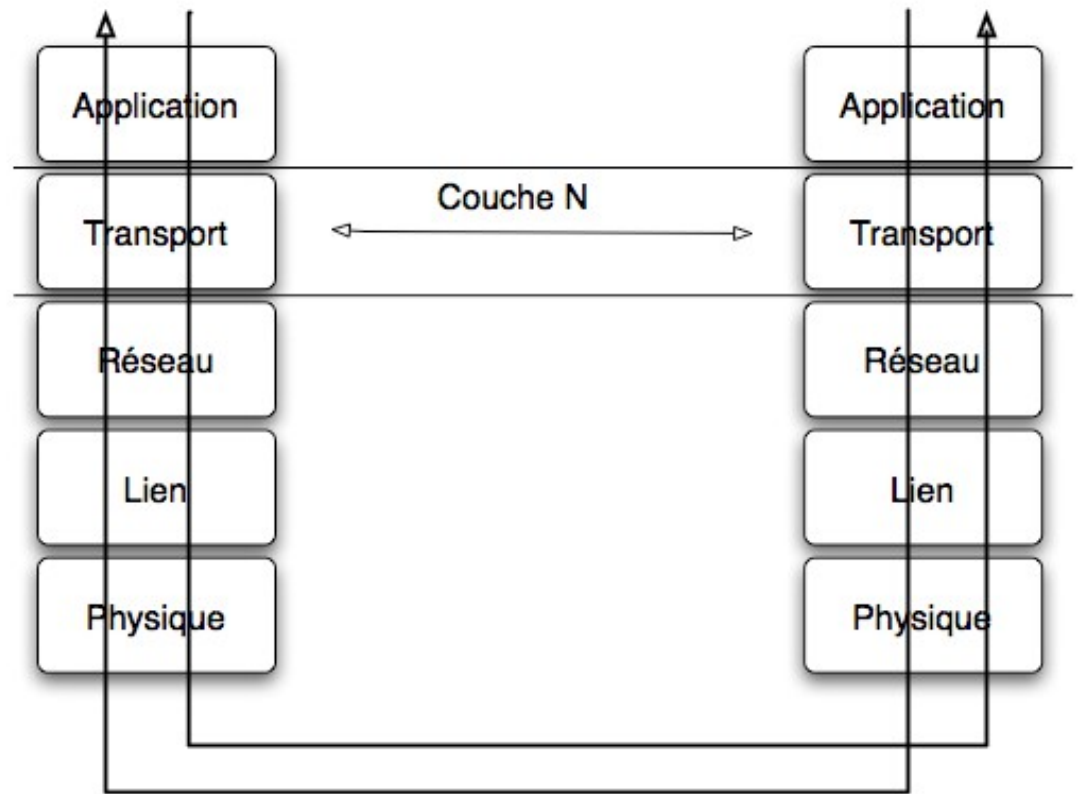 Application
Application
Couche N
Transport
Transport
Réseau
Réseau
Lien
Lien
Physique
Physique